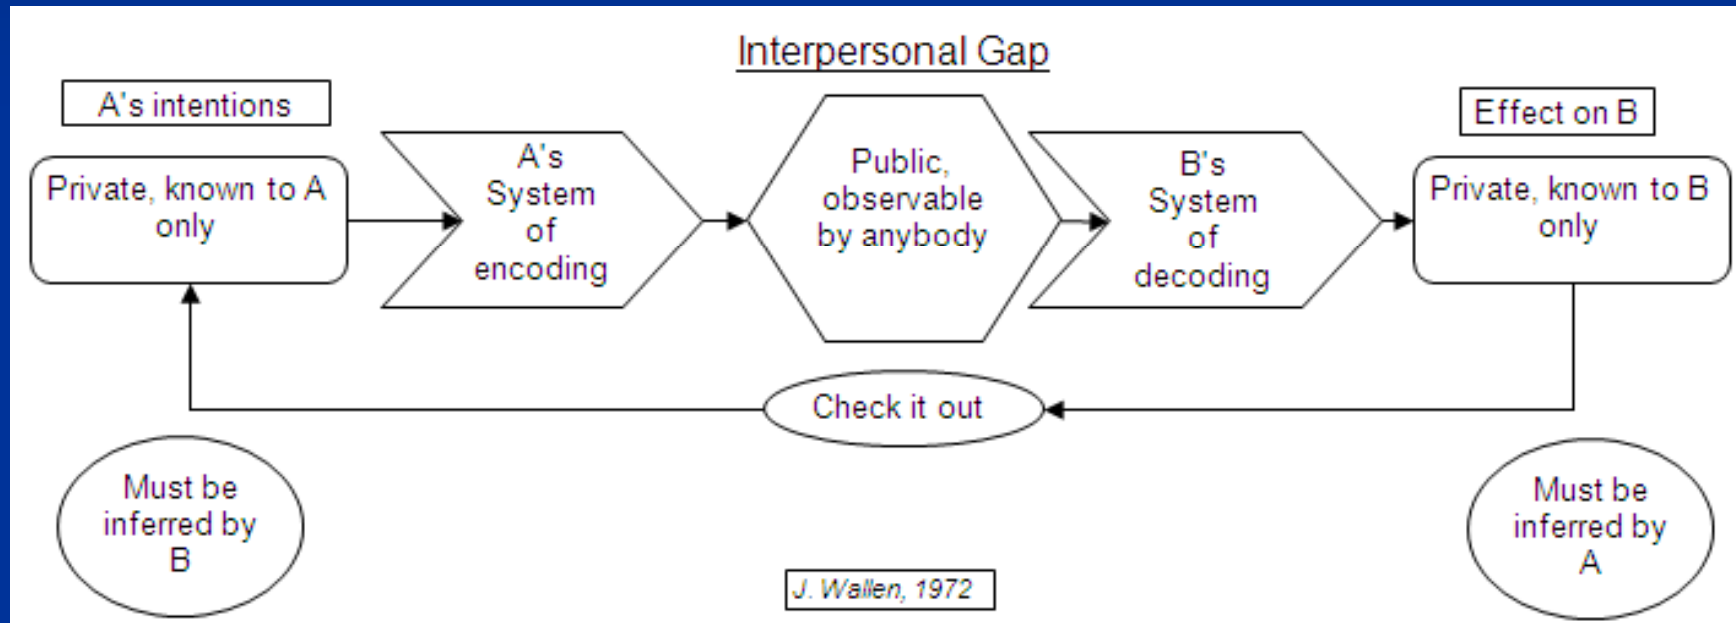 Interpersonal Gap
A's intentions
Effect on B
Private, known to A
only
A's
System
of
encoding
Public,
observable
by anybody
B's
System
of
decoding
Private, known to B
only
Check it out
Must be
inferred by
B
Must be
inferred by
A
J. Wallen, 1972